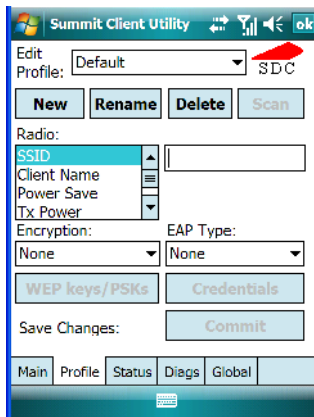 Summit Client Utility ok
Edit
Profile: Default
SDC
New Rename Delete Scan
Radio:
SSID
Client Name
Power Save
Tx Power
Encryption: EAP Type:
None None
WEP keys/PSKs Credentials
Save Changes: Commit
Main Profile Status Diags Global